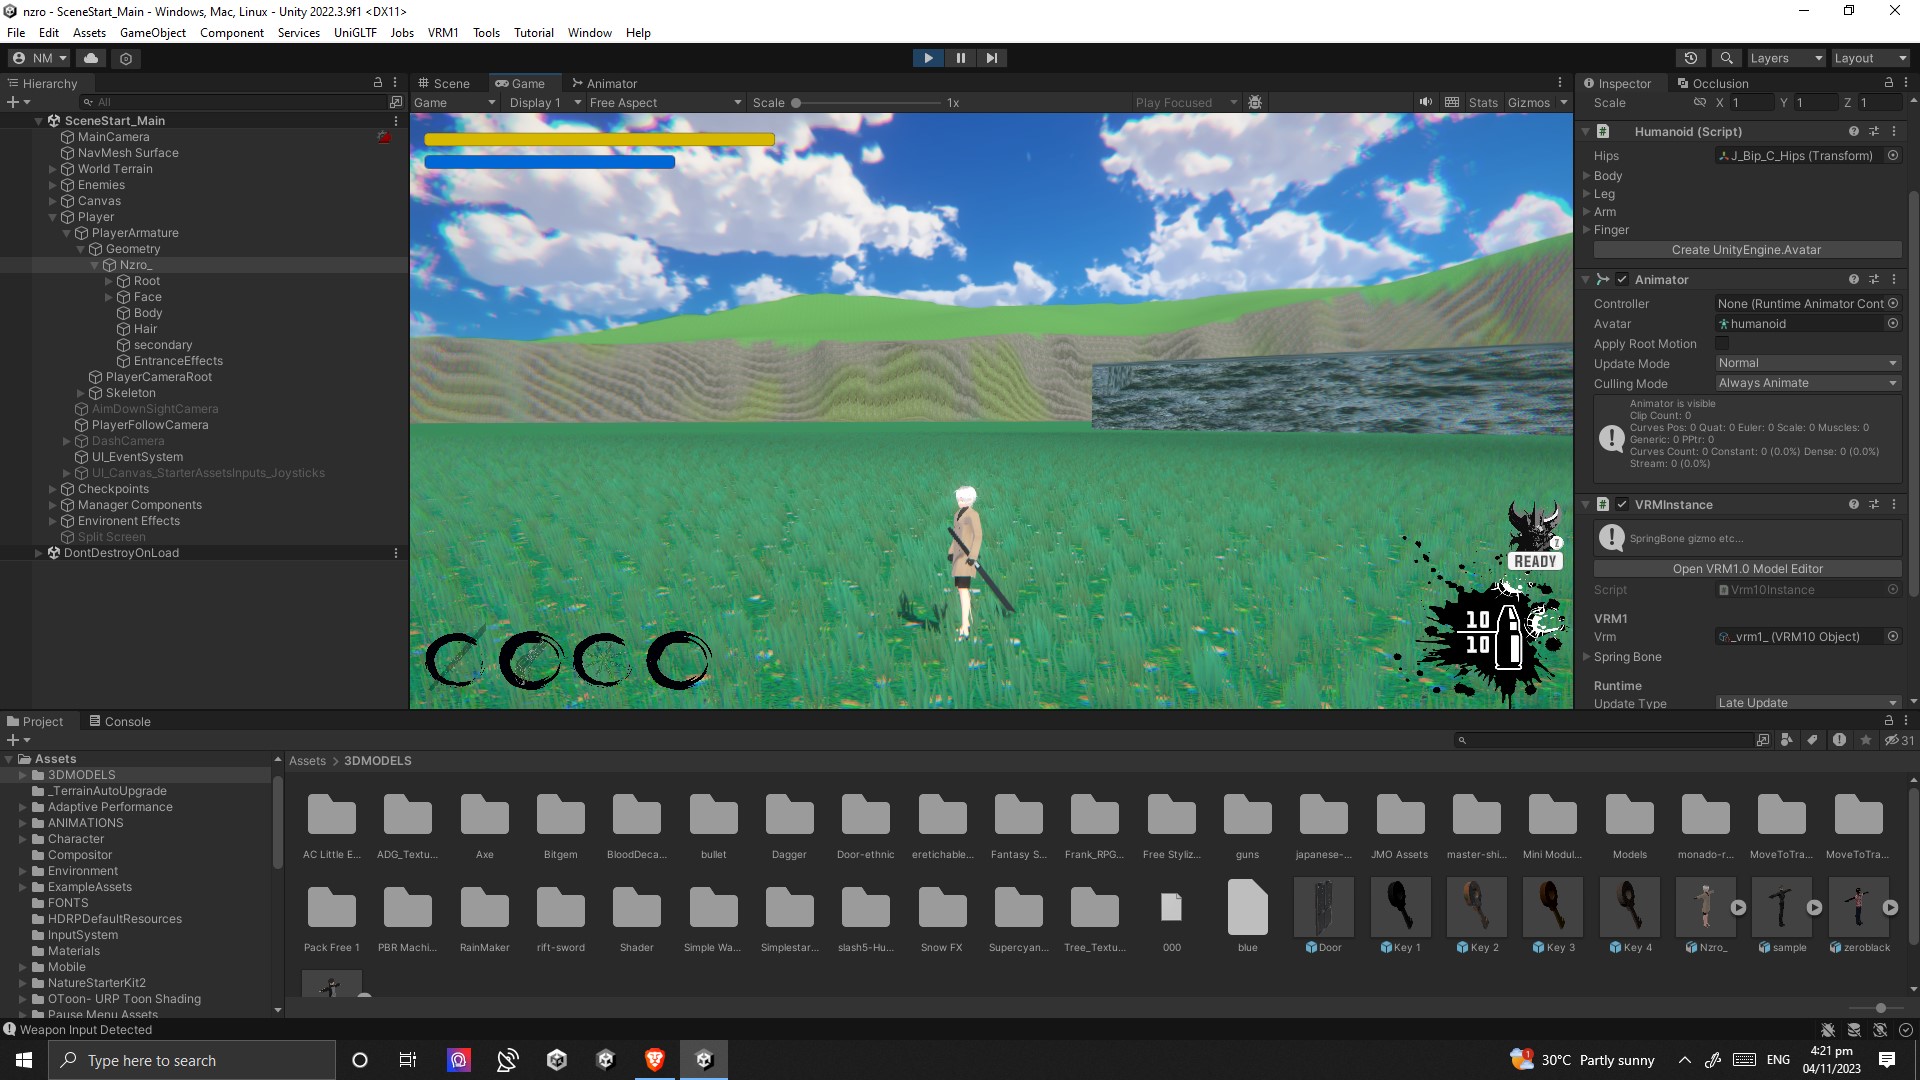 nzro - SceneStart_Main - Windows, Mac, Linux - Unity 2022.3.9f1 <DX11>
File Edit Assets GameObject Component Services UniGLTF Jobs VRM1 Tools Tutorial Window Help
NM Layers Layout
Hierarchy Scene Game Animator Inspector Occlusion
All Game Display 1 Free Aspect Scale 1x Play Focused Stats Gizmos Scale X 1 Y 1 Z 1
SceneStart_Main
MainCamera
NavMesh Surface
World Terrain
Enemies
Canvas
Player
PlayerArmature
Geometry
Nzro_
Root
Face
Body
Hair
secondary
EntranceEffects
PlayerCameraRoot
Skeleton
AimDownSightCamera
PlayerFollowCamera
DashCamera
UI_EventSystem
UI_Canvas_StarterAssetsInputs_Joysticks
Checkpoints
Manager Components
Environent Effects
Split Screen
DontDestroyOnLoad
Z
READY
10
10
Humanoid (Script)
Hips J_Bip_C_Hips (Transform)
Body
Leg
Arm
Finger
Create UnityEngine.Avatar
Animator
Controller None (Runtime Animator Cont
Avatar humanoid
Apply Root Motion
Update Mode Normal
Culling Mode Always Animate
Animator is visible
Clip Count: 0
Curves Pos: 0 Quat: 0 Euler: 0 Scale: 0 Muscles: 0
Generic: 0 PPtr: 0
Curves Count: 0 Constant: 0 (0.0%) Dense: 0 (0.0%)
Stream: 0 (0.0%)
VRMInstance
SpringBone gizmo etc...
Open VRM1.0 Model Editor
Script Vrm10Instance
VRM1
Vrm _vrm1_ (VRM10 Object)
Spring Bone
Runtime
Update Type Late Update
Project Console
31
Assets
3DMODELS
_TerrainAutoUpgrade
Adaptive Performance
ANIMATIONS
Character
Compositor
Environment
ExampleAssets
FONTS
HDRPDefaultResources
InputSystem
Materials
Mobile
NatureStarterKit2
OToon- URP Toon Shading
Pause Menu Assets
Assets > 3DMODELS
AC Little E... ADG_Textu... Axe Bitgem BloodDeca... bullet Dagger Door-ethnic eretichable... Fantasy S... Frank_RPG... Free Styliz... guns japanese-... JMO Assets master-shi... Mini Modul... Models monado-r... MoveToTra... MoveToTra...
Pack Free 1 PBR Machi... RainMaker rift-sword Shader Simple Wa... Simplestar... slash5-Hu... Snow FX Supercyan... Tree_Textu... 000 blue Door Key 1 Key 2 Key 3 Key 4 Nzro_ sample zeroblack
Weapon Input Detected
Type here to search
1 30°C Partly sunny ENG
4:21 pm
04/11/2023